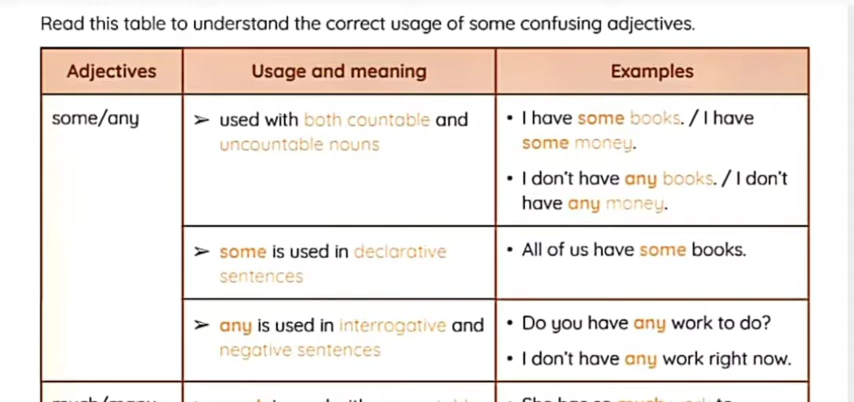 Read this table to understand the correct usage of some confusing adjectives.
Adjectives
Usage and meaning
Examples
some/any
➢ used with both countable and
uncountable nouns
• I have some books. / I have
some money.
• I don't have any books. / I don't
have any money.
➢ some is used in declarative
sentences
• All of us have some books.
➢ any is used in interrogative and
negative sentences
• Do you have any work to do?
• I don't have any work right now.